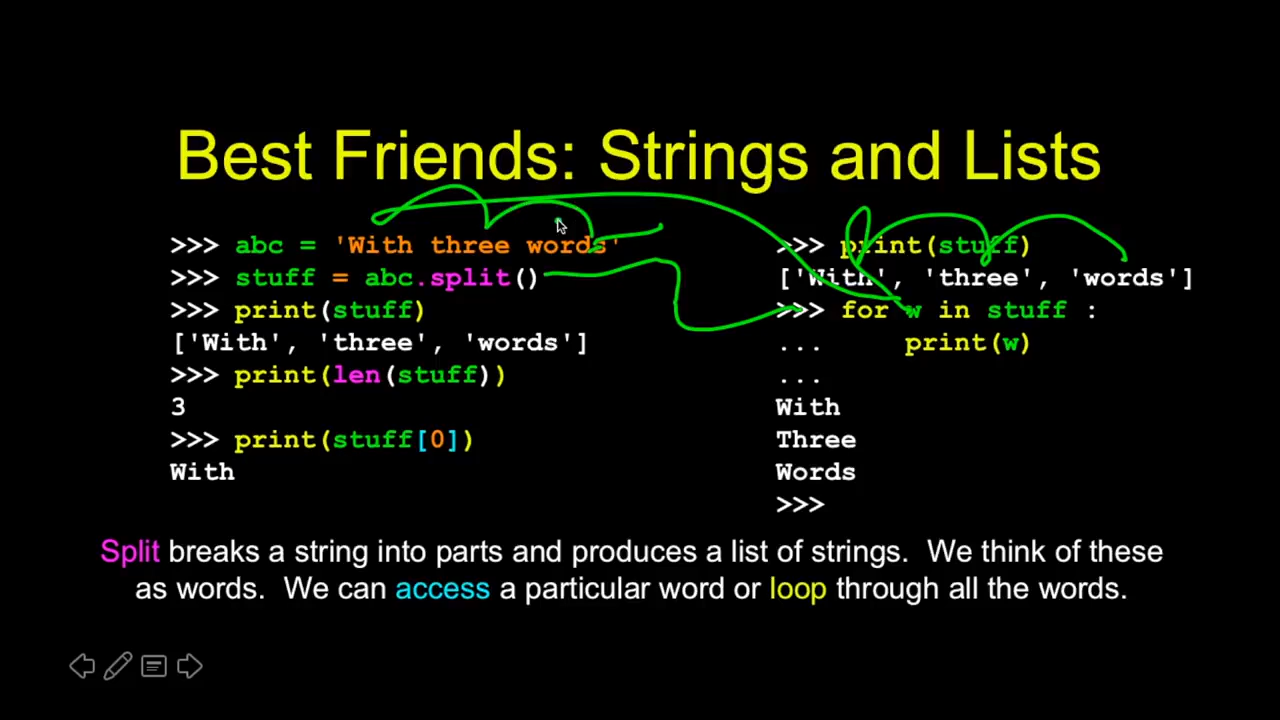 Best Friends: Strings and Lists
>>> abc = 'With three words'
>>> stuff = abc.split()
>>> print(stuff)
['With', 'three', 'words']
>>> print(len(stuff))
3
>>> print(stuff[0])
With
>>> print(stuff)
['With', 'three', 'words']
>>> for w in stuff :
...     print(w)
...
With
Three
Words
>>>
Split breaks a string into parts and produces a list of strings.  We think of these
as words.  We can access a particular word or loop through all the words.